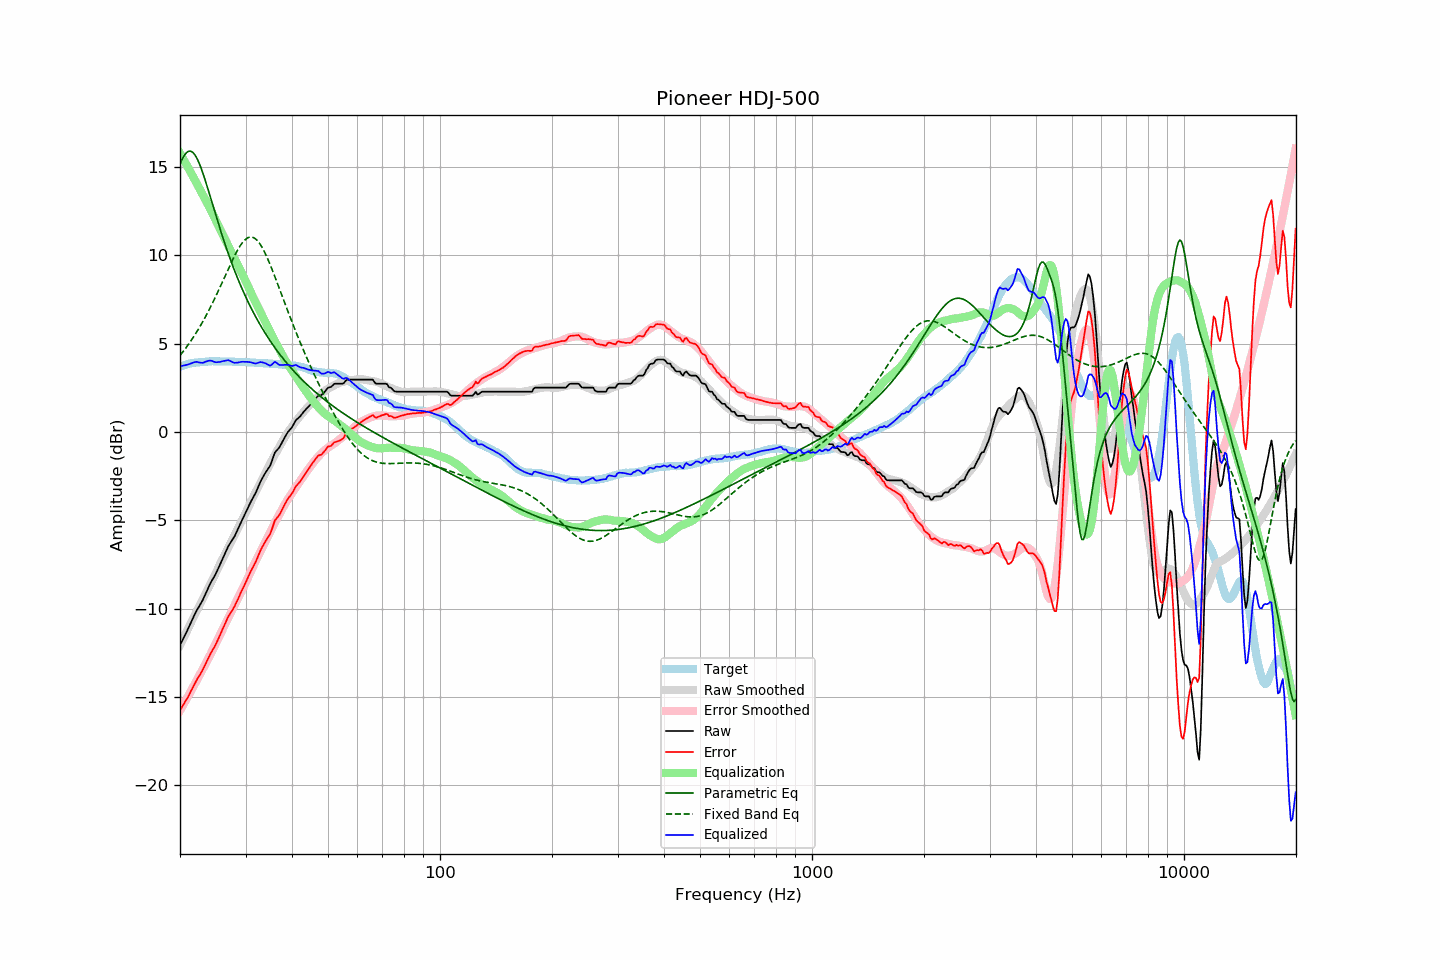 Pioneer HDJ-500
15
10
5
0
−5
−10
−15
−20
Amplitude (dBr)
Target
Raw Smoothed
Error Smoothed
Raw
Error
Equalization
Parametric Eq
Fixed Band Eq
Equalized
100
1000
10000
Frequency (Hz)